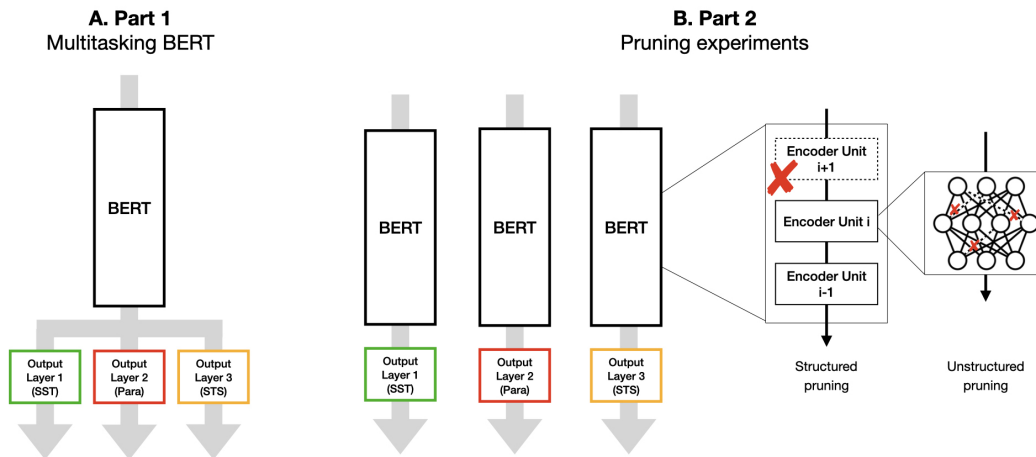 A. Part 1
Multitasking BERT
BERT
Output
Layer 1
(SST)
Output
Layer 2
(Para)
Output
Layer 3
(STS)
B. Part 2
Pruning experiments
BERT
BERT
BERT
Output
Layer 1
(SST)
Output
Layer 2
(Para)
Output
Layer 3
(STS)
Encoder Unit
i+1
Encoder Unit i
Encoder Unit
i-1
Structured
pruning
Unstructured
pruning